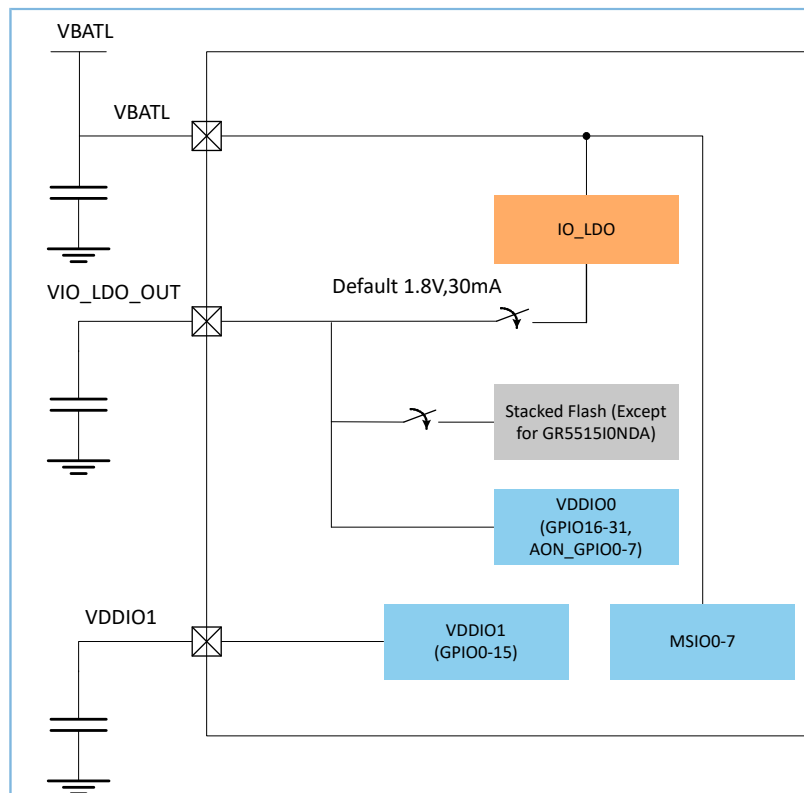 VBATL
VBATL
IO_LDO
VIO_LDO_OUT
Default 1.8V,30mA
Stacked Flash (Except
for GR5515I0NDA)
VDDIO0
(GPIO16-31,
AON_GPIO0-7)
VDDIO1
VDDIO1
(GPIO0-15)
MSIO0-7